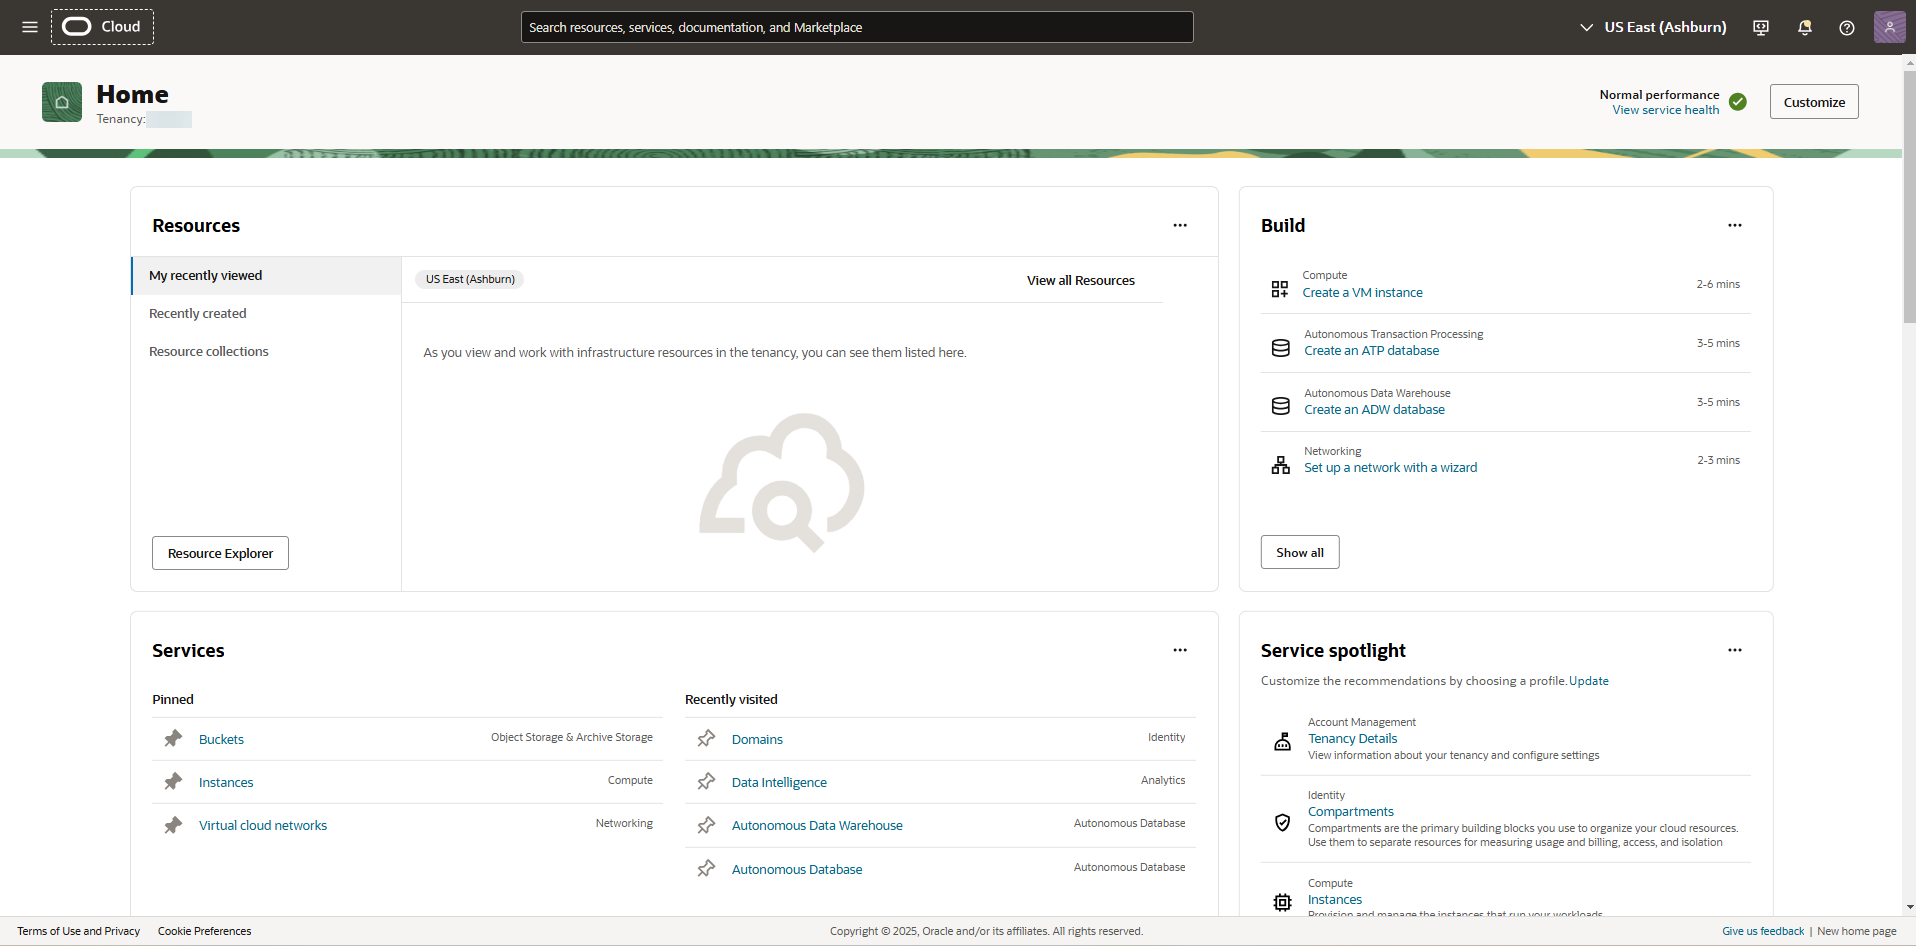 Cloud
Search resources, services, documentation, and Marketplace
US East (Ashburn)
Home
Tenancy:
Normal performance
View service health
Customize
Resources
My recently viewed
Recently created
Resource collections
Resource Explorer
US East (Ashburn)
View all Resources
As you view and work with infrastructure resources in the tenancy, you can see them listed here.
Build
Compute
Create a VM instance
2-6 mins
Autonomous Transaction Processing
Create an ATP database
3-5 mins
Autonomous Data Warehouse
Create an ADW database
3-5 mins
Networking
Set up a network with a wizard
2-3 mins
Show all
Services
Pinned
Buckets
Object Storage & Archive Storage
Instances
Compute
Virtual cloud networks
Networking
Recently visited
Domains
Identity
Data Intelligence
Analytics
Autonomous Data Warehouse
Autonomous Database
Autonomous Database
Autonomous Database
Service spotlight
Customize the recommendations by choosing a profile. Update
Account Management
Tenancy Details
View information about your tenancy and configure settings
Identity
Compartments
Compartments are the primary building blocks you use to organize your cloud resources.
Use them to separate resources for measuring usage and billing, access, and isolation
Compute
Instances
Provision and manage the instances that run your workloads
Terms of Use and Privacy
Cookie Preferences
Copyright © 2025, Oracle and/or its affiliates. All rights reserved.
Give us feedback | New home page